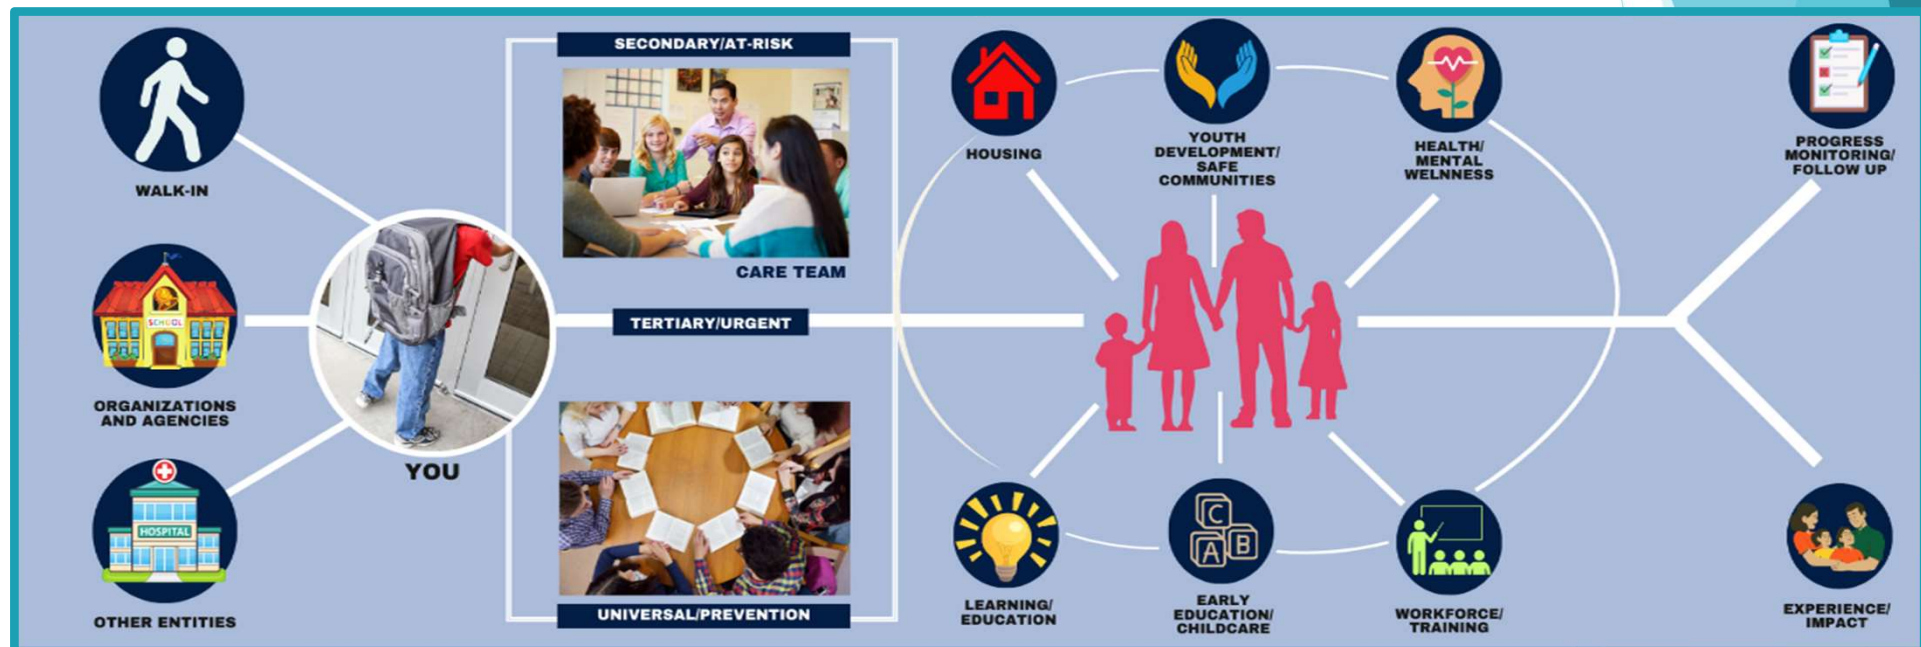 WALK-IN
SCHOOL
ORGANIZATIONS
AND AGENCIES
HOSPITAL
OTHER ENTITIES
YOU
SECONDARY/AT-RISK
CARE TEAM
TERTIARY/URGENT
UNIVERSAL/PREVENTION
HOUSING
YOUTH
DEVELOPMENT/
SAFE
COMMUNITIES
HEALTH/
MENTAL
WELNNESS
LEARNING/
EDUCATION
C
A B
EARLY
EDUCATION/
CHILDCARE
WORKFORCE/
TRAINING
PROGRESS
MONITORING/
FOLLOW UP
EXPERIENCE/
IMPACT